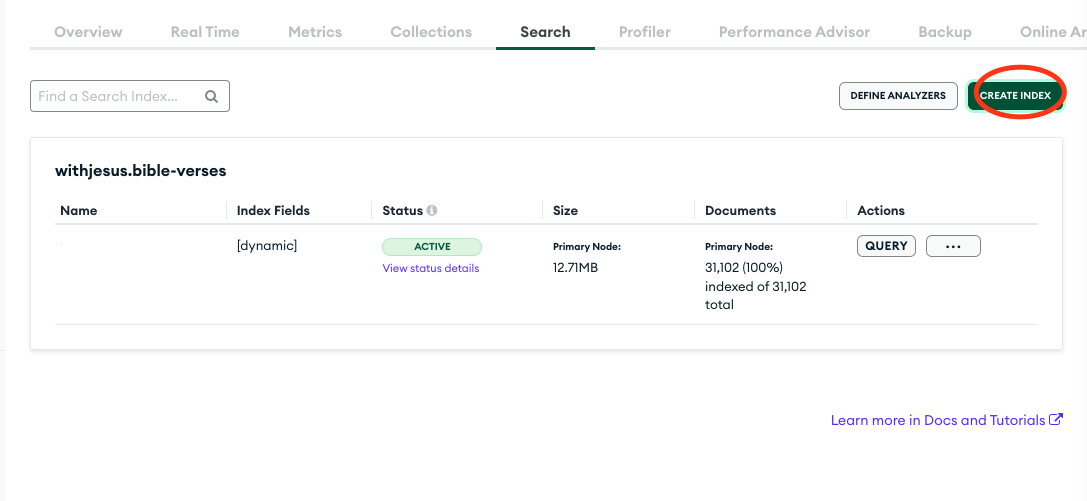 Overview Real Time Metrics Collections Search Profiler Performance Advisor Backup Online Ar
Find a Search Index...
DEFINE ANALYZERS
CREATE INDEX
withjesus.bible-verses
Name Index Fields Status Size Documents Actions
[dynamic] ACTIVE Primary Node: Primary Node: QUERY ...
View status details 12.71MB 31,102 (100%)
indexed of 31,102
total
Learn more in Docs and Tutorials